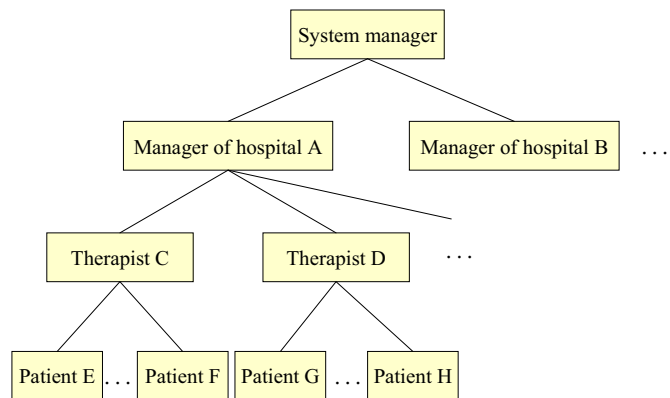 System manager
Manager of hospital A
Manager of hospital B
...
Therapist C
Therapist D
...
Patient E
...
Patient F
Patient G
...
Patient H